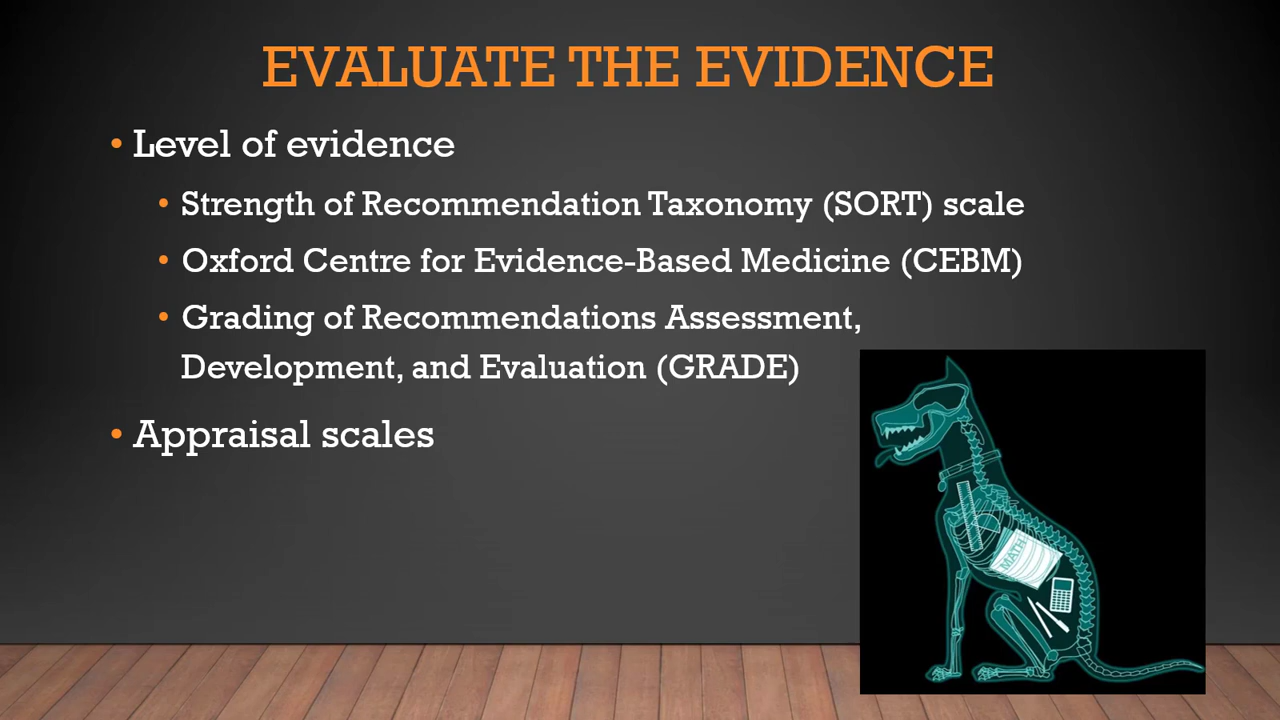 EVALUATE THE EVIDENCE
• Level of evidence
• Strength of Recommendation Taxonomy (SORT) scale
• Oxford Centre for Evidence-Based Medicine (CEBM)
• Grading of Recommendations Assessment,
Development, and Evaluation (GRADE)
• Appraisal scales
MATH